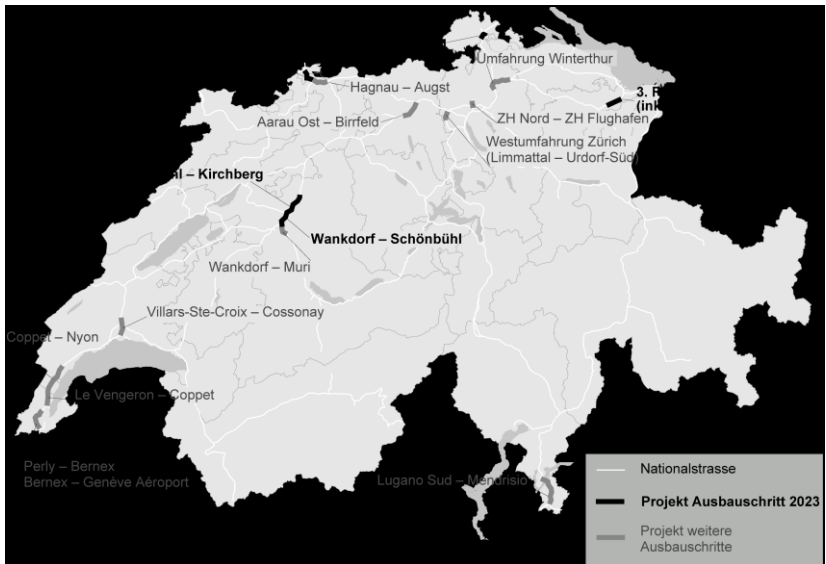 Umfahrung Winterthur
Hagnau – Augst
3.
(ink
ZH Nord – ZH Flughafen
Aarau Ost – Birrfeld
Westumfahrung Zürich
(Limmattal – Urdorf-Süd)
– Kirchberg
Wankdorf – Schönbühl
Wankdorf – Muri
Villars-Ste-Croix – Cossonay
Coppet – Nyon
Le Vengeron – Coppet
Perly – Bernex
Bernex – Genève Aéroport
Lugano Sud – Mendrisio
Nationalstrasse
Projekt Ausbauschritt 2023
Projekt weitere
Ausbauschritte